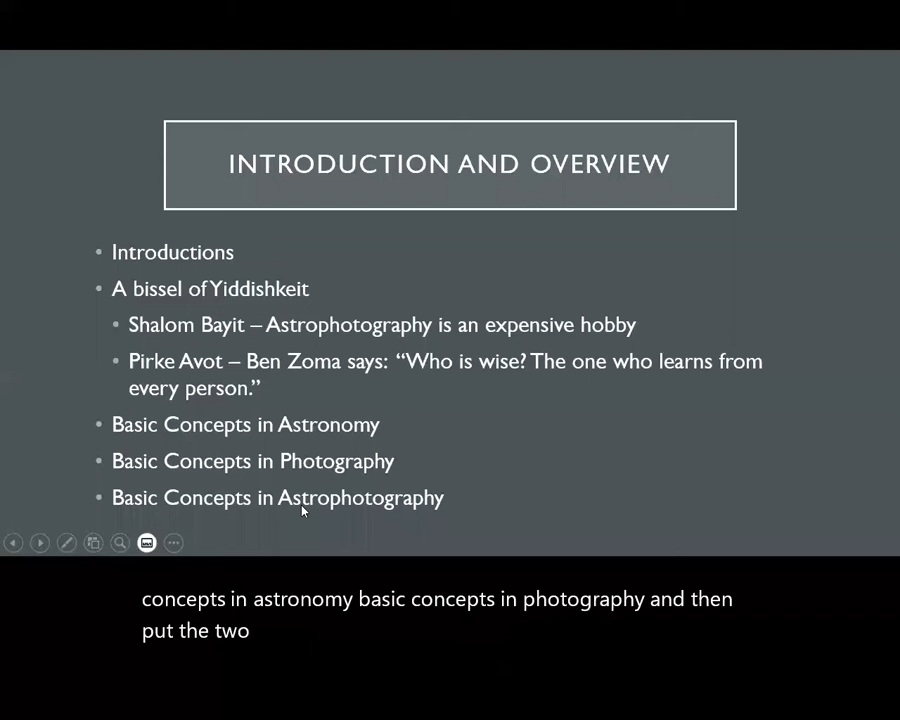 INTRODUCTION AND OVERVIEW
• Introductions
• A bissel of Yiddishkeit
• Shalom Bayit – Astrophotography is an expensive hobby
• Pirke Avot – Ben Zoma says: “Who is wise? The one who learns from
every person.”
• Basic Concepts in Astronomy
• Basic Concepts in Photography
• Basic Concepts in Astrophotography
concepts in astronomy basic concepts in photography and then
put the two